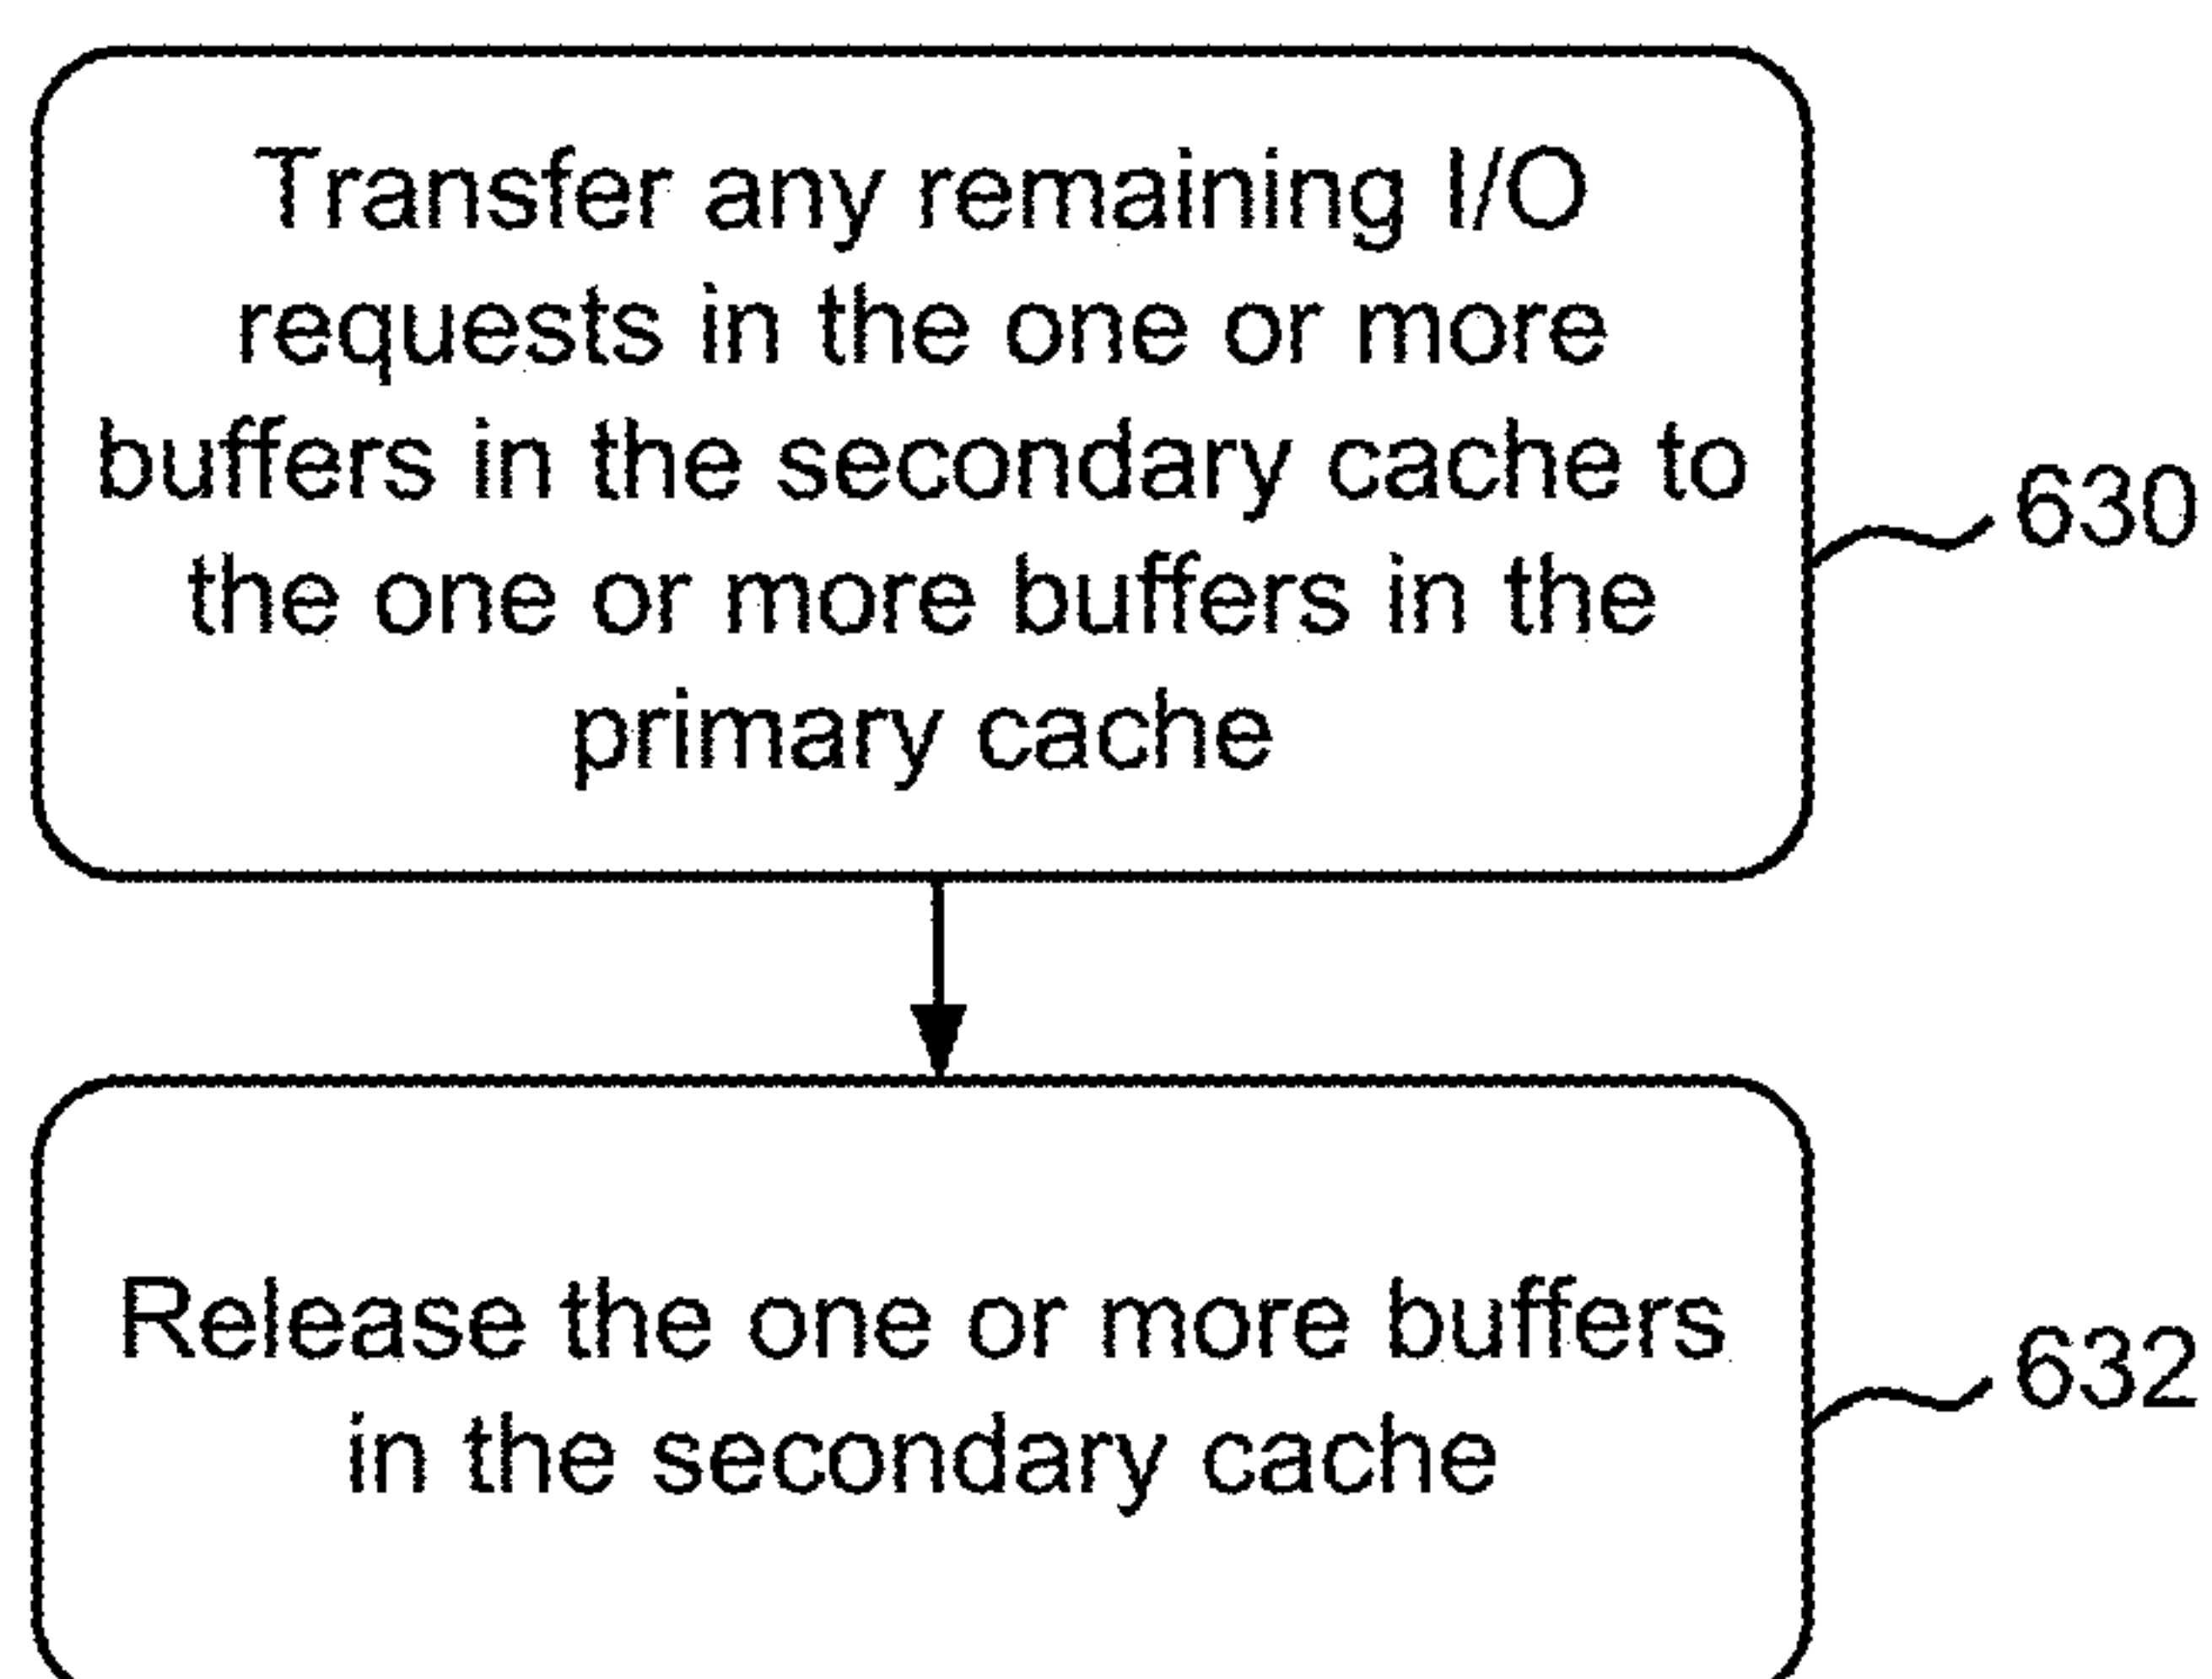 Transfer any remaining I/O
requests in the one or more
buffers in the secondary cache to
the one or more buffers in the
primary cache
630
Release the one or more buffers
in the secondary cache
632